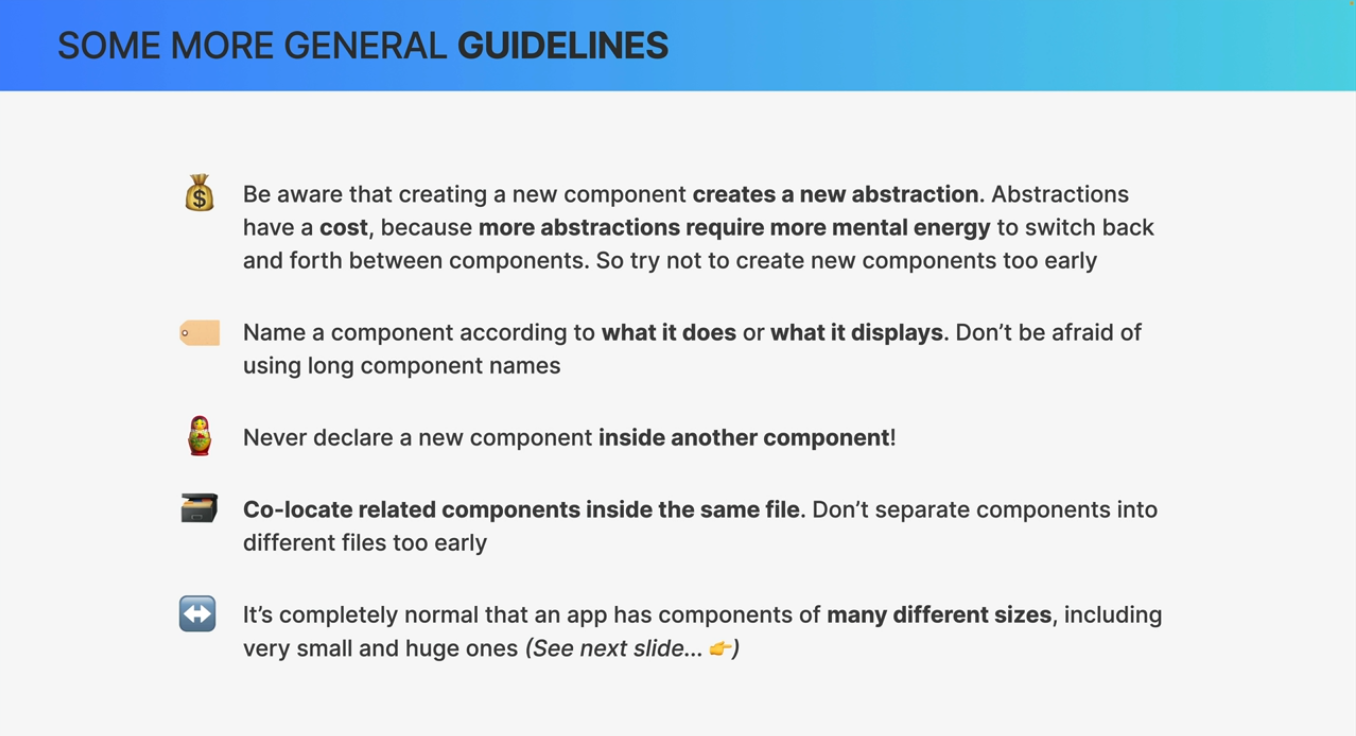 SOME MORE GENERAL GUIDELINES
Be aware that creating a new component creates a new abstraction. Abstractions
have a cost, because more abstractions require more mental energy to switch back
and forth between components. So try not to create new components too early
Name a component according to what it does or what it displays. Don’t be afraid of
using long component names
Never declare a new component inside another component!
Co-locate related components inside the same file. Don’t separate components into
different files too early
It’s completely normal that an app has components of many different sizes, including
very small and huge ones (See next slide... 👉)